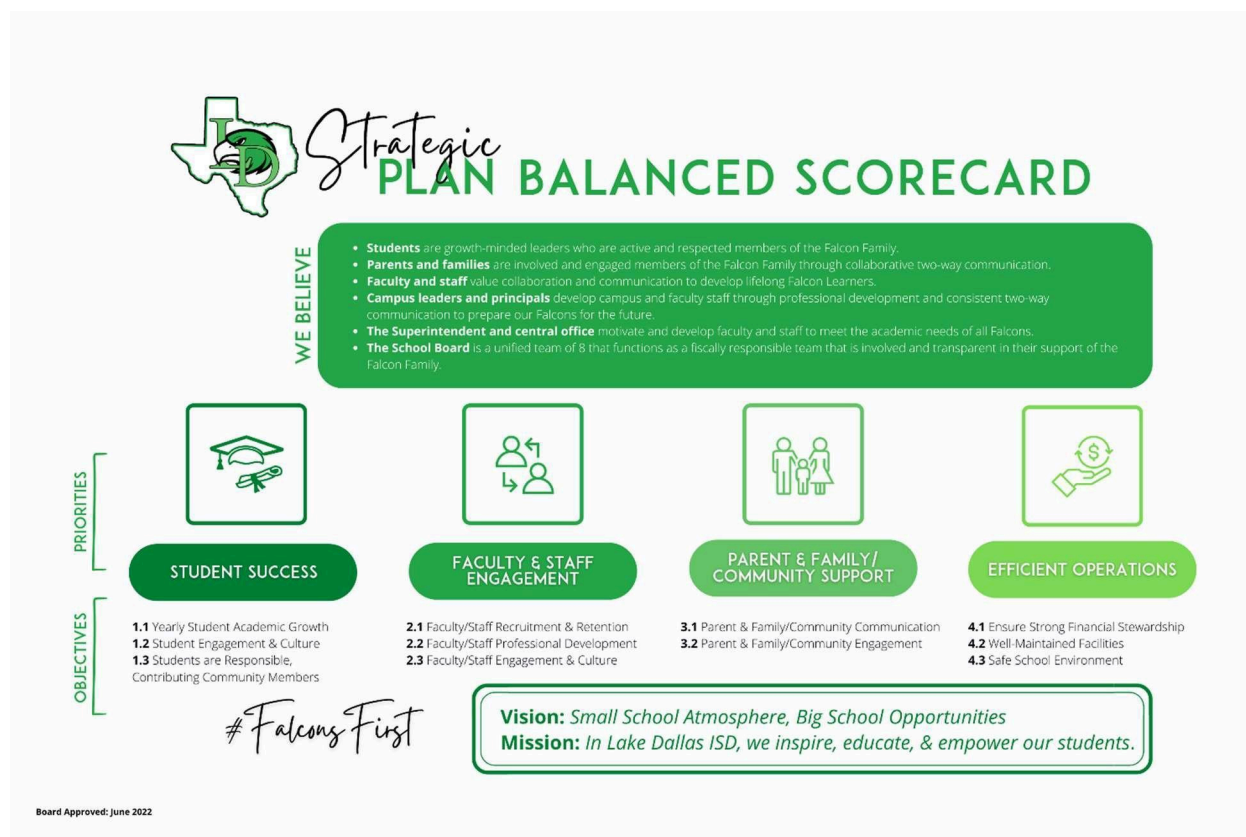 LD
Strategic
PLAN BALANCED SCORECARD
WE BELIEVE
• Students are growth-minded leaders who are active and respected members of the Falcon Family.
• Parents and families are involved and engaged members of the Falcon Family through collaborative two-way communication.
• Faculty and staff value collaboration and communication to develop lifelong Falcon Learners.
• Campus leaders and principals develop campus and faculty staff through professional development and consistent two-way
communication to prepare our Falcons for the future.
• The Superintendent and central office motivate and develop faculty and staff to meet the academic needs of all Falcons.
• The School Board is a unified team of 8 that functions as a fiscally responsible team that is involved and transparent in their support of the
Falcon Family.
PRIORITIES
$
STUDENT SUCCESS
FACULTY & STAFF
ENGAGEMENT
PARENT & FAMILY/
COMMUNITY SUPPORT
EFFICIENT OPERATIONS
OBJECTIVES
1.1 Yearly Student Academic Growth
1.2 Student Engagement & Culture
1.3 Students are Responsible,
Contributing Community Members
2.1 Faculty/Staff Recruitment & Retention
2.2 Faculty/Staff Professional Development
2.3 Faculty/Staff Engagement & Culture
3.1 Parent & Family/Community Communication
3.2 Parent & Family/Community Engagement
4.1 Ensure Strong Financial Stewardship
4.2 Well-Maintained Facilities
4.3 Safe School Environment
#FalconsFirst
Vision: Small School Atmosphere, Big School Opportunities
Mission: In Lake Dallas ISD, we inspire, educate, & empower our students.
Board Approved: June 2022